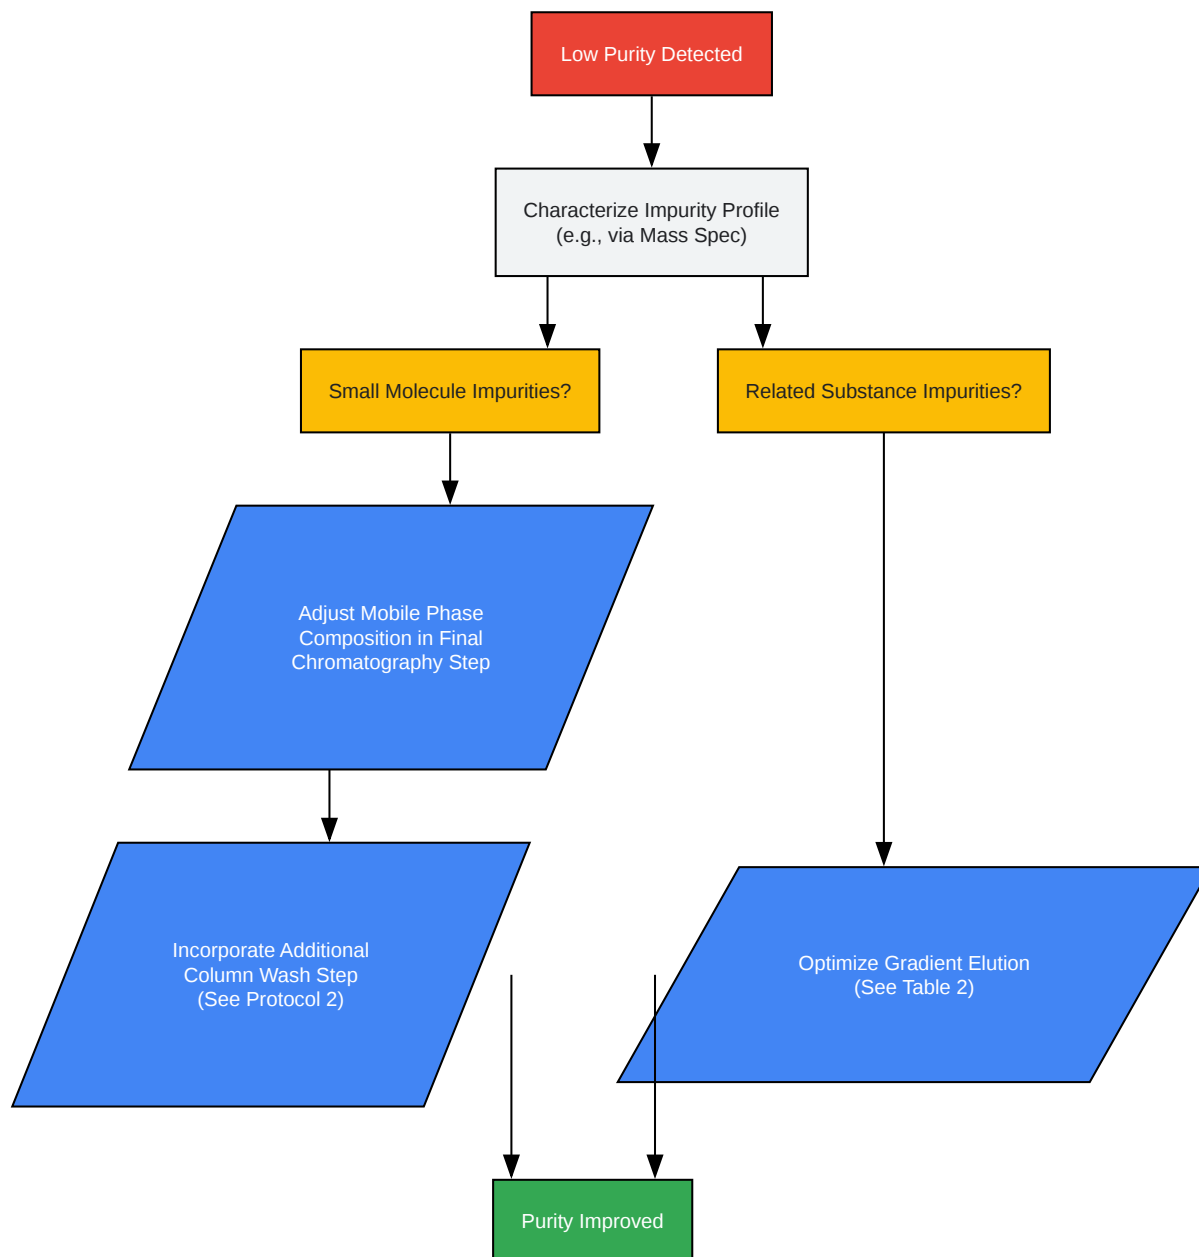 Low Purity Detected
Characterize Impurity Profile
(e.g., via Mass Spec)
Small Molecule Impurities?
Related Substance Impurities?
Adjust Mobile Phase
Composition in Final
Chromatography Step
Incorporate Additional
Column Wash Step
(See Protocol 2)
Optimize Gradient Elution
(See Table 2)
Purity Improved